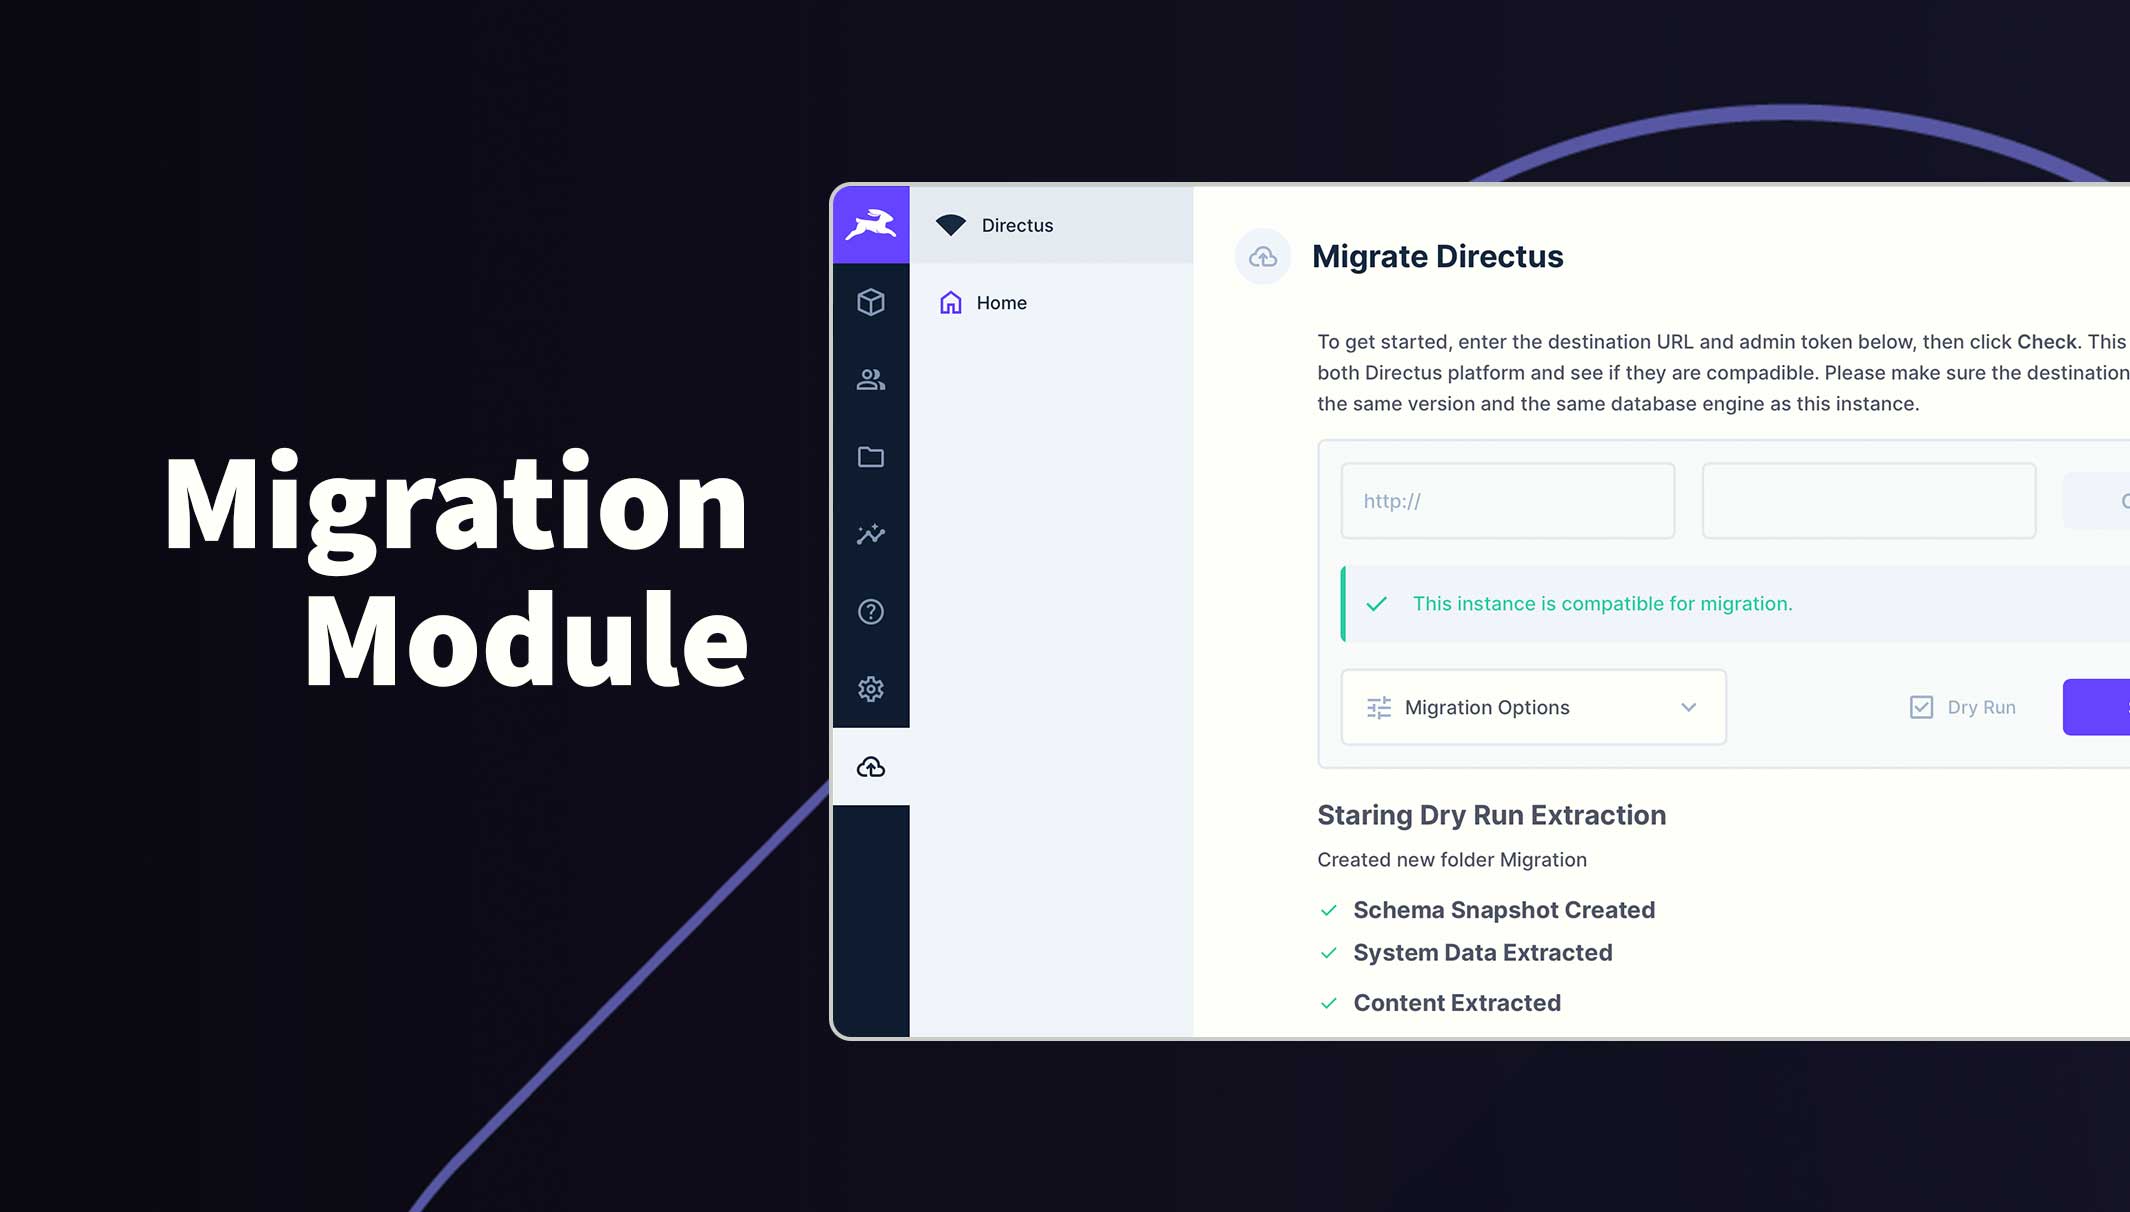 Migration
Module
Directus
Home
Migrate Directus
To get started, enter the destination URL and admin token below, then click Check. This
both Directus platform and see if they are compadible. Please make sure the destination
the same version and the same database engine as this instance.
http://
This instance is compatible for migration.
Migration Options
Dry Run
Staring Dry Run Extraction
Created new folder Migration
Schema Snapshot Created
System Data Extracted
Content Extracted